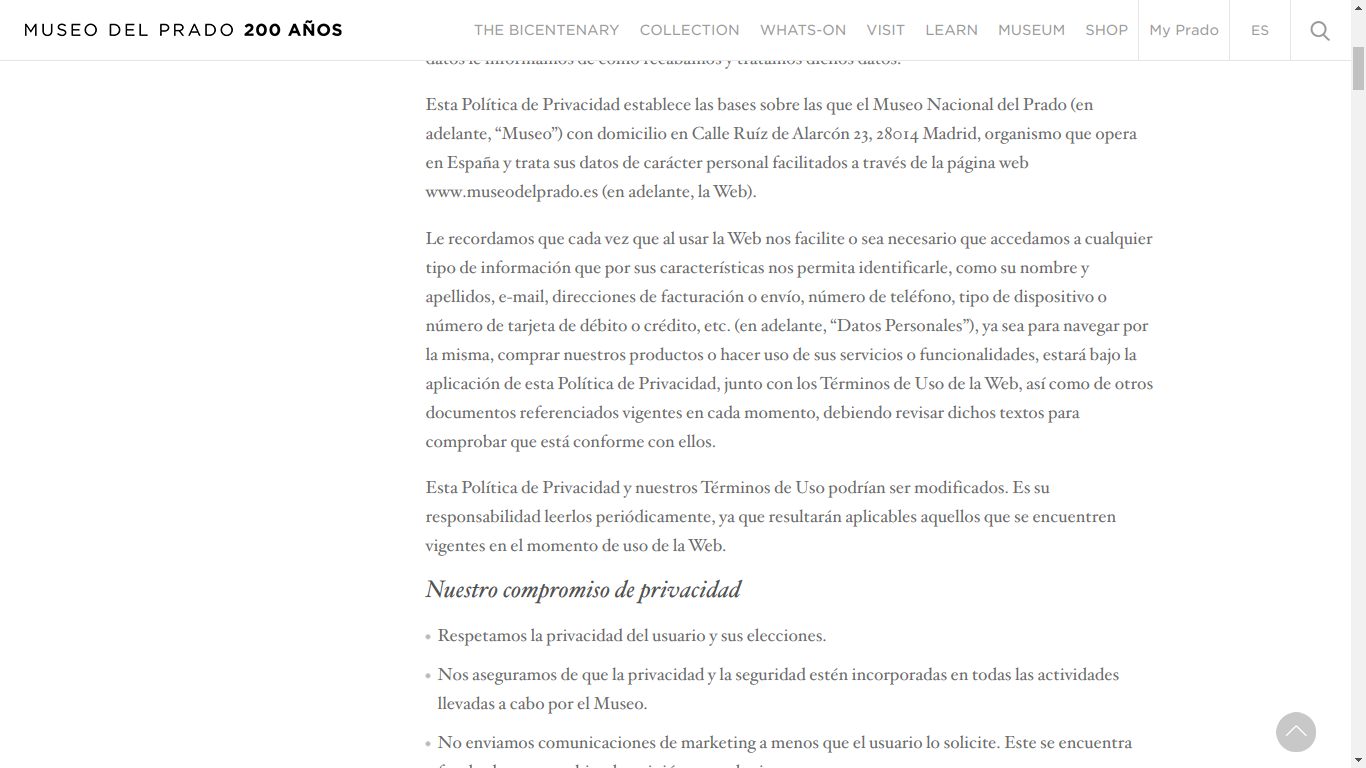 MUSEO DEL PRADO 200 AÑOS
THE BICENTENARY COLLECTION WHATS-ON VISIT LEARN MUSEUM SHOP My Prado ES
datos le informamos de cómo recabamos y tratamos dichos datos.
Esta Política de Privacidad establece las bases sobre las que el Museo Nacional del Prado (en
adelante, “Museo”) con domicilio en Calle Ruíz de Alarcón 23, 28014 Madrid, organismo que opera
en España y trata sus datos de carácter personal facilitados a través de la página web
www.museodelprado.es (en adelante, la Web).
Le recordamos que cada vez que al usar la Web nos facilite o sea necesario que accedamos a cualquier
tipo de información que por sus características nos permita identificarle, como su nombre y
apellidos, e-mail, direcciones de facturación o envío, número de teléfono, tipo de dispositivo o
número de tarjeta de débito o crédito, etc. (en adelante, “Datos Personales”), ya sea para navegar por
la misma, comprar nuestros productos o hacer uso de sus servicios o funcionalidades, estará bajo la
aplicación de esta Política de Privacidad, junto con los Términos de Uso de la Web, así como de otros
documentos referenciados vigentes en cada momento, debiendo revisar dichos textos para
comprobar que está conforme con ellos.
Esta Política de Privacidad y nuestros Términos de Uso podrían ser modificados. Es su
responsabilidad leerlos periódicamente, ya que resultarán aplicables aquellos que se encuentren
vigentes en el momento de uso de la Web.
Nuestro compromiso de privacidad
Respetamos la privacidad del usuario y sus elecciones.
Nos aseguramos de que la privacidad y la seguridad estén incorporadas en todas las actividades
llevadas a cabo por el Museo.
No enviamos comunicaciones de marketing a menos que el usuario lo solicite. Este se encuentra